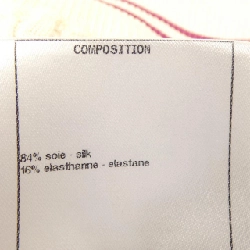 COMPOSITION
84% soie - silk
16% elasthanne - elastane